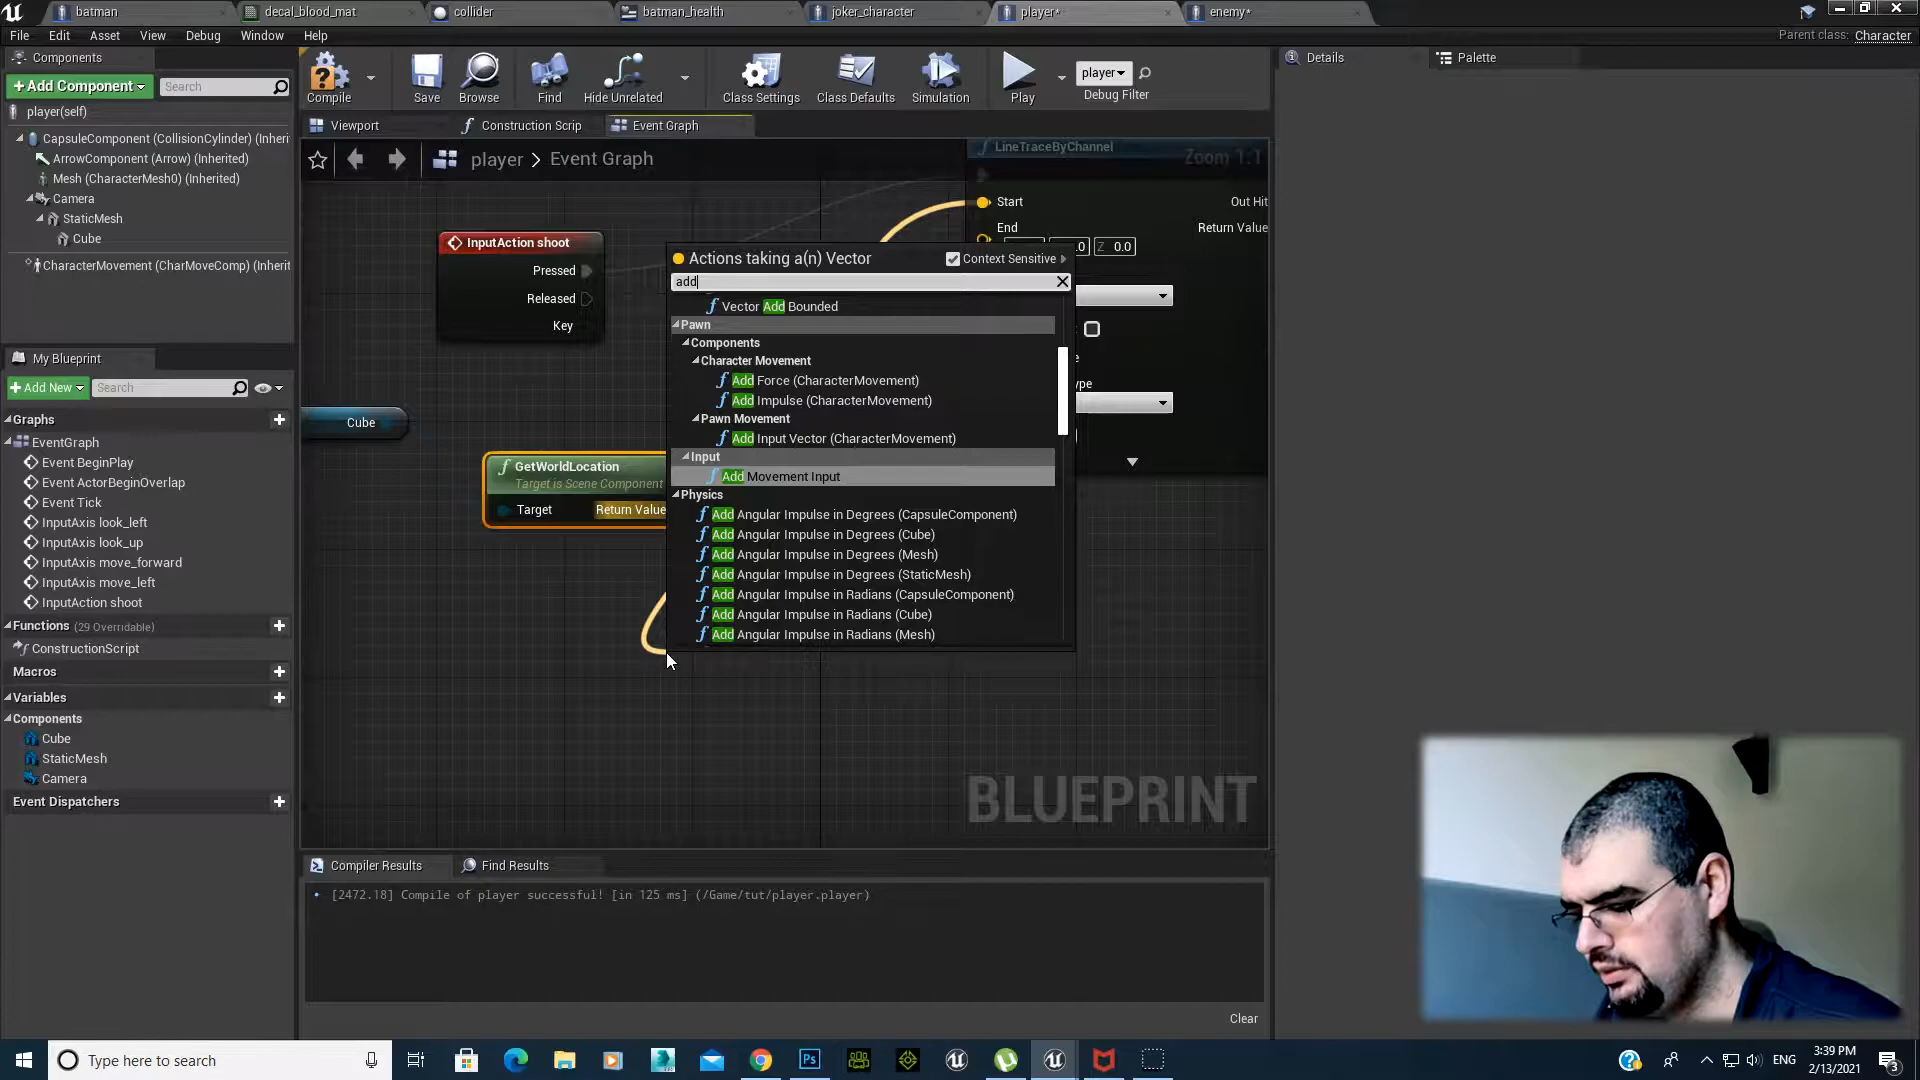 batman
decal_blood_mat
collider
batman_health
joker_character
player*
enemy*
File Edit Asset View Debug Window Help
Parent class: Character
Components
Details
Palette
+Add Component
Search
Compile
Save
Browse
Find
Hide Unrelated
Class Settings
Class Defaults
Simulation
Play
player
Debug Filter
player(self)
Viewport
Construction Scrip
Event Graph
CapsuleComponent (CollisionCylinder) (Inheri
ArrowComponent (Arrow) (Inherited)
Mesh (CharacterMesh0) (Inherited)
Camera
StaticMesh
Cube
CharacterMovement (CharMoveComp) (Inherit
player > Event Graph
LineTraceByChannel
Zoom 1:1
Start
Out Hit
End
Return Value
.0 Z 0.0
InputAction shoot
Pressed
Released
Key
Actions taking a(n) Vector
Context Sensitive
add
Vector Add Bounded
Pawn
Components
Character Movement
Add Force (CharacterMovement)
Add Impulse (CharacterMovement)
Pawn Movement
Add Input Vector (CharacterMovement)
Input
Add Movement Input
Physics
Add Angular Impulse in Degrees (CapsuleComponent)
Add Angular Impulse in Degrees (Cube)
Add Angular Impulse in Degrees (Mesh)
Add Angular Impulse in Degrees (StaticMesh)
Add Angular Impulse in Radians (CapsuleComponent)
Add Angular Impulse in Radians (Cube)
Add Angular Impulse in Radians (Mesh)
e
ype
Cube
GetWorldLocation
Target is Scene Component
Target
Return Value
My Blueprint
+Add New
Search
Graphs
EventGraph
Event BeginPlay
Event ActorBeginOverlap
Event Tick
InputAxis look_left
InputAxis look_up
InputAxis move_forward
InputAxis move_left
InputAction shoot
Functions (29 Overridable)
ConstructionScript
Macros
Variables
Components
Cube
StaticMesh
Camera
Event Dispatchers
BLUEPRINT
Compiler Results
Find Results
[2472.18] Compile of player successful! [in 125 ms] (/Game/tut/player.player)
Clear
Type here to search
Ps
ENG
3:39 PM
2/13/2021
3